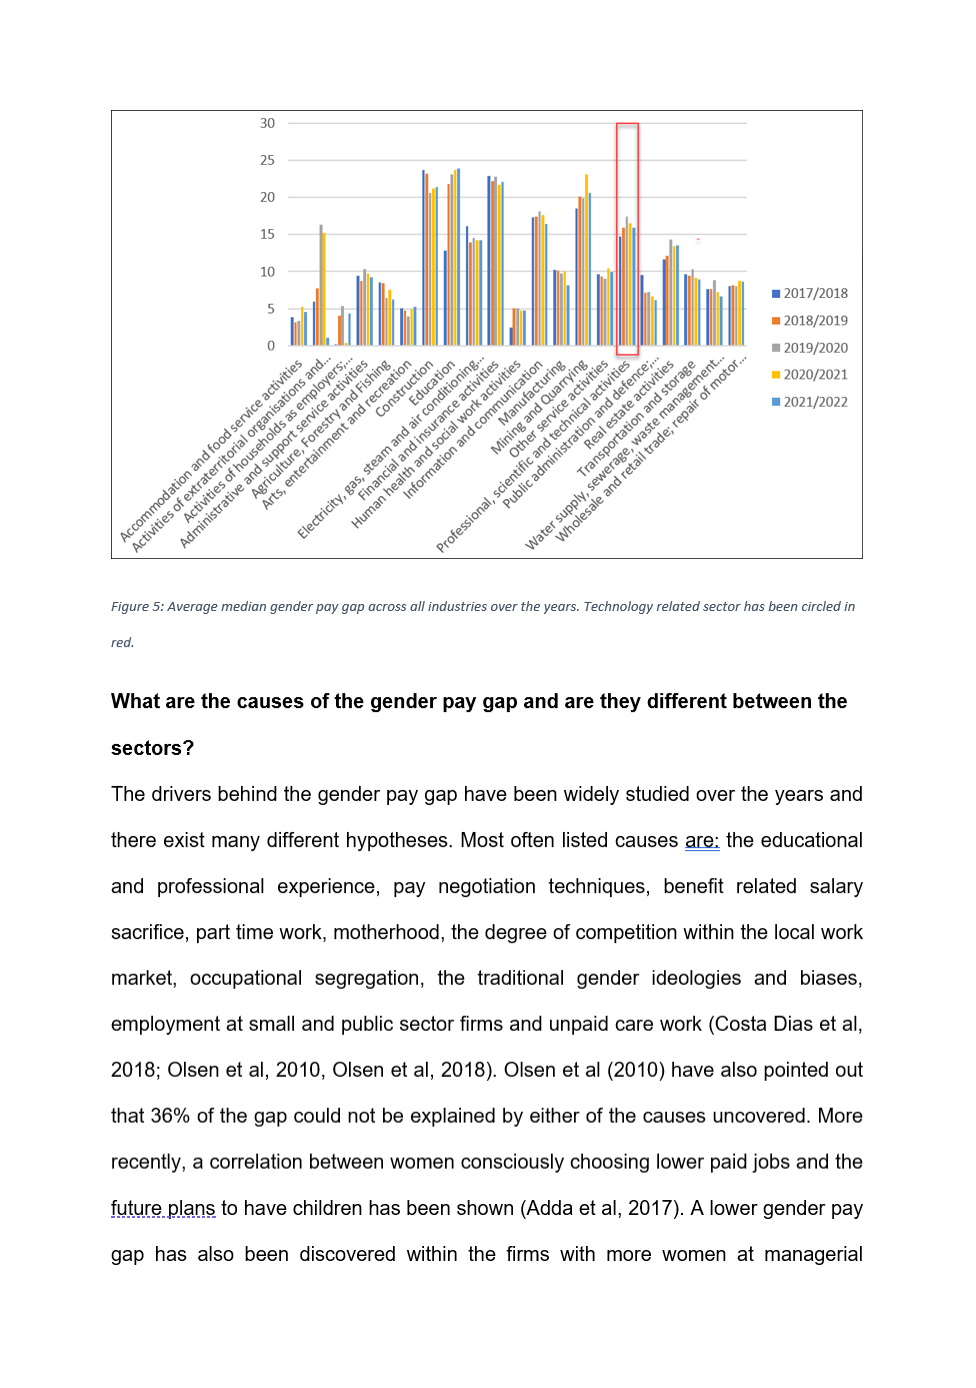 30
25
20
15
10
5
0
Accommodation and food service activities
Activities of extraterritorial organisations and...
Activities of households as employers;...
Administrative and support service activities
Agriculture, Forestry and Fishing
Arts, entertainment and recreation
Construction
Education
Electricity, gas, steam and air conditioning...
Financial and insurance activities
Human health and social work activities
Information and communication
Manufacturing
Mining and Quarrying
Other service activities
Professional, scientific and technical activities
Public administration and defence;...
Real estate activities
Transportation and storage
Water supply, sewerage, waste management...
Wholesale and retail trade; repair of motor...
2017/2018
2018/2019
2019/2020
2020/2021
2021/2022
Figure 5: Average median gender pay gap across all industries over the years. Technology related sector has been circled in
red.
What are the causes of the gender pay gap and are they different between the
sectors?
The drivers behind the gender pay gap have been widely studied over the years and
there exist many different hypotheses. Most often listed causes are: the educational
and professional experience, pay negotiation techniques, benefit related salary
sacrifice, part time work, motherhood, the degree of competition within the local work
market, occupational segregation, the traditional gender ideologies and biases,
employment at small and public sector firms and unpaid care work (Costa Dias et al,
2018; Olsen et al, 2010, Olsen et al, 2018). Olsen et al (2010) have also pointed out
that 36% of the gap could not be explained by either of the causes uncovered. More
recently, a correlation between women consciously choosing lower paid jobs and the
future plans to have children has been shown (Adda et al, 2017). A lower gender pay
gap has also been discovered within the firms with more women at managerial